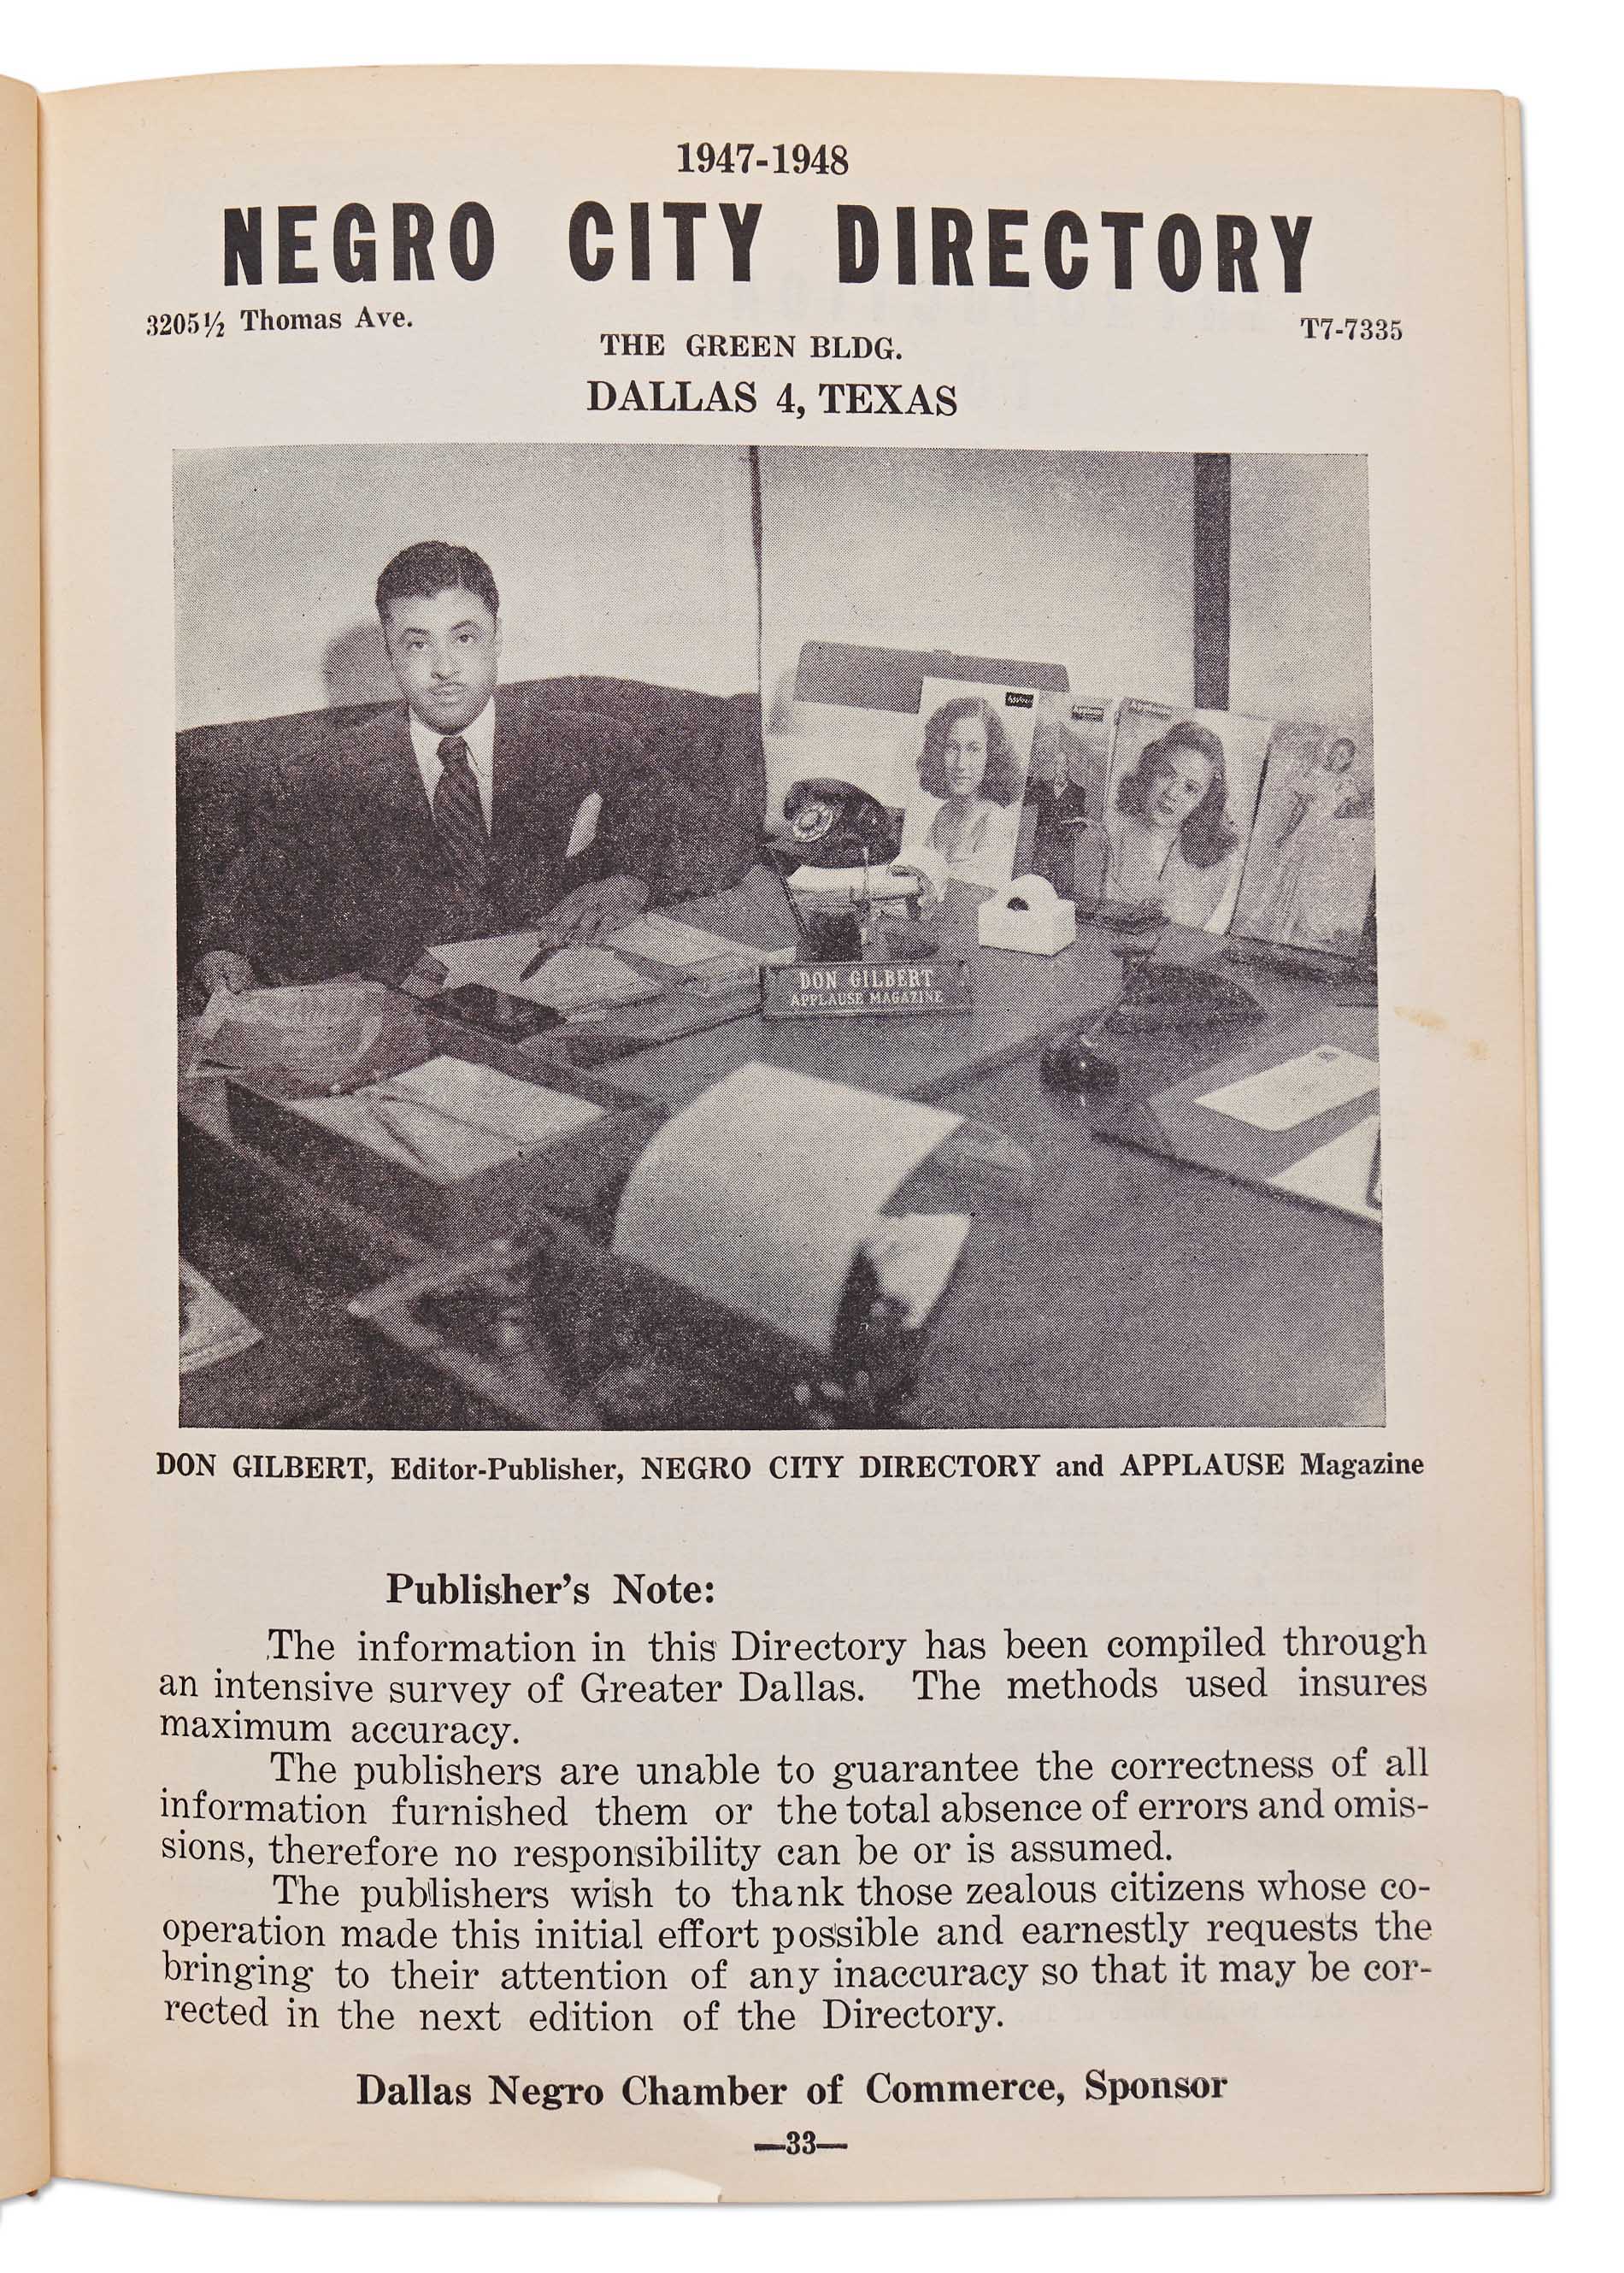 1947-1948
NEGRO CITY DIRECTORY
3205½ Thomas Ave.
T7-7335
THE GREEN BLDG.
DALLAS 4, TEXAS
Applause
Applause
Applause
DON GILBERT
APPLAUSE MAGAZINE
DON GILBERT, Editor-Publisher, NEGRO CITY DIRECTORY and APPLAUSE Magazine
Publisher's Note:
The information in this Directory has been compiled through
an intensive survey of Greater Dallas. The methods used insures
maximum accuracy.
The publishers are unable to guarantee the correctness of all
information furnished them or the total absence of errors and omis-
sions, therefore no responsibility can be or is assumed.
The publishers wish to thank those zealous citizens whose co-
operation made this initial effort possible and earnestly requests the
bringing to their attention of any inaccuracy so that it may be cor-
rected in the next edition of the Directory.
Dallas Negro Chamber of Commerce, Sponsor
—33—